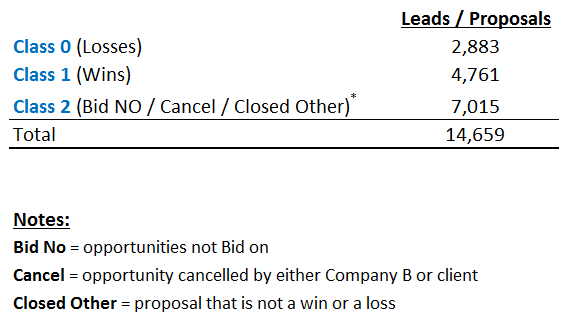 Leads / Proposals
Class 0 (Losses) 2,883
Class 1 (Wins) 4,761
Class 2 (Bid NO / Cancel / Closed Other)* 7,015
Total 14,659
Notes:
Bid No = opportunities not Bid on
Cancel = opportunity cancelled by either Company B or client
Closed Other = proposal that is not a win or a loss